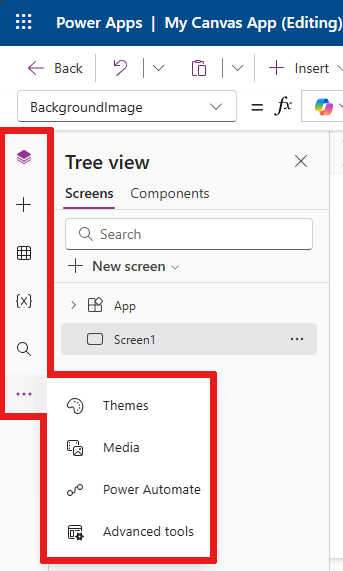 Power Apps | My Canvas App (Editing)
Back Insert
BackgroundImage = fx
Tree view
Screens Components
Search
New screen
{x} App
Screen1
Themes
Media
Power Automate
Advanced tools